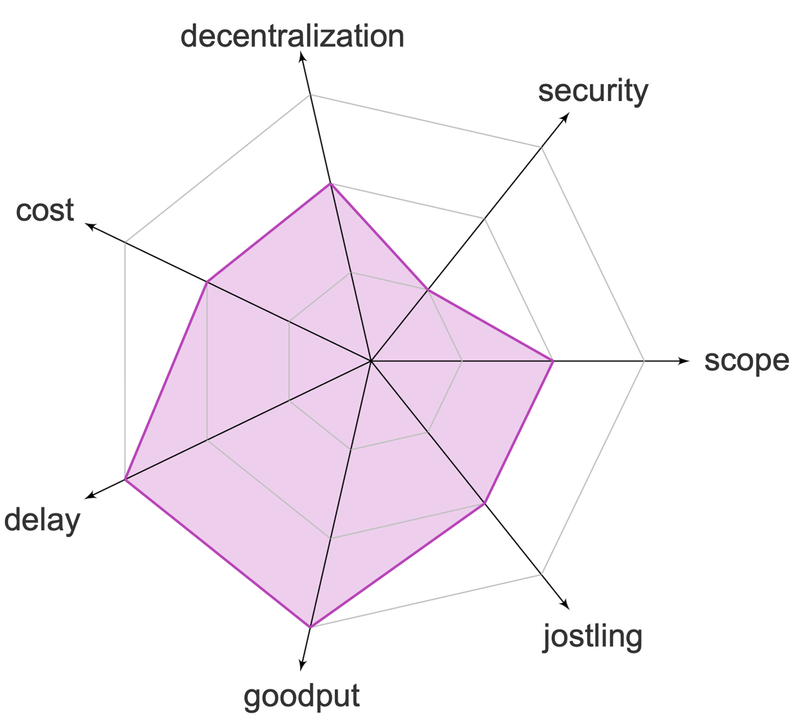 decentralization
security
cost
scope
delay
jostling
goodput